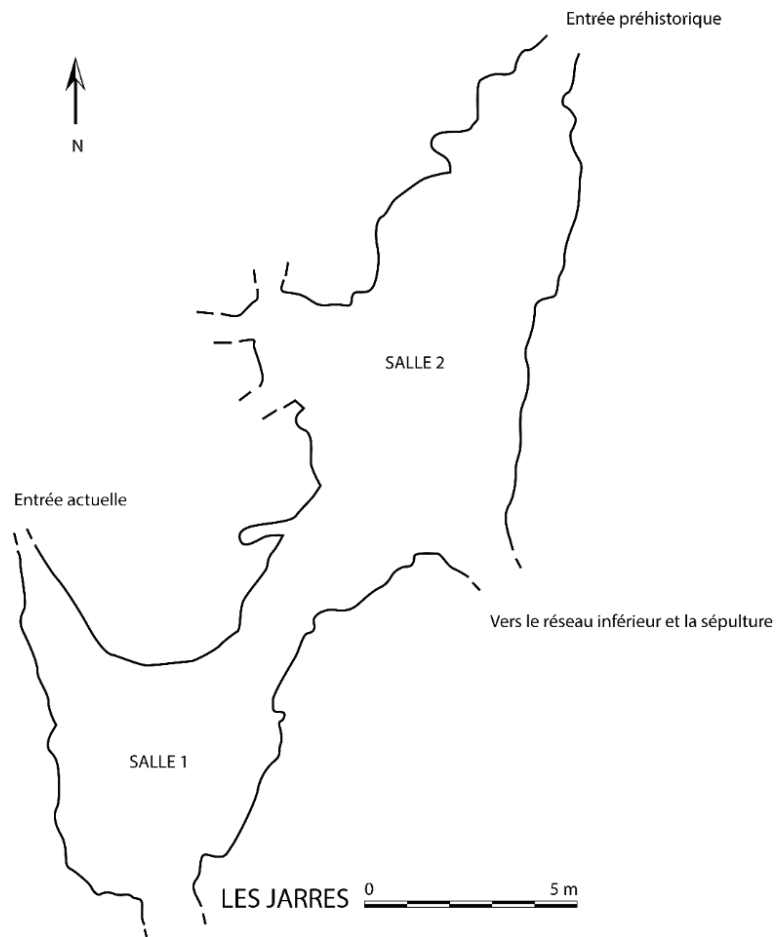 Entrée préhistorique
N
SALLE 2
Entrée actuelle
Vers le réseau inférieur et la sépulture
SALLE 1
LES JARRES 0 5 m